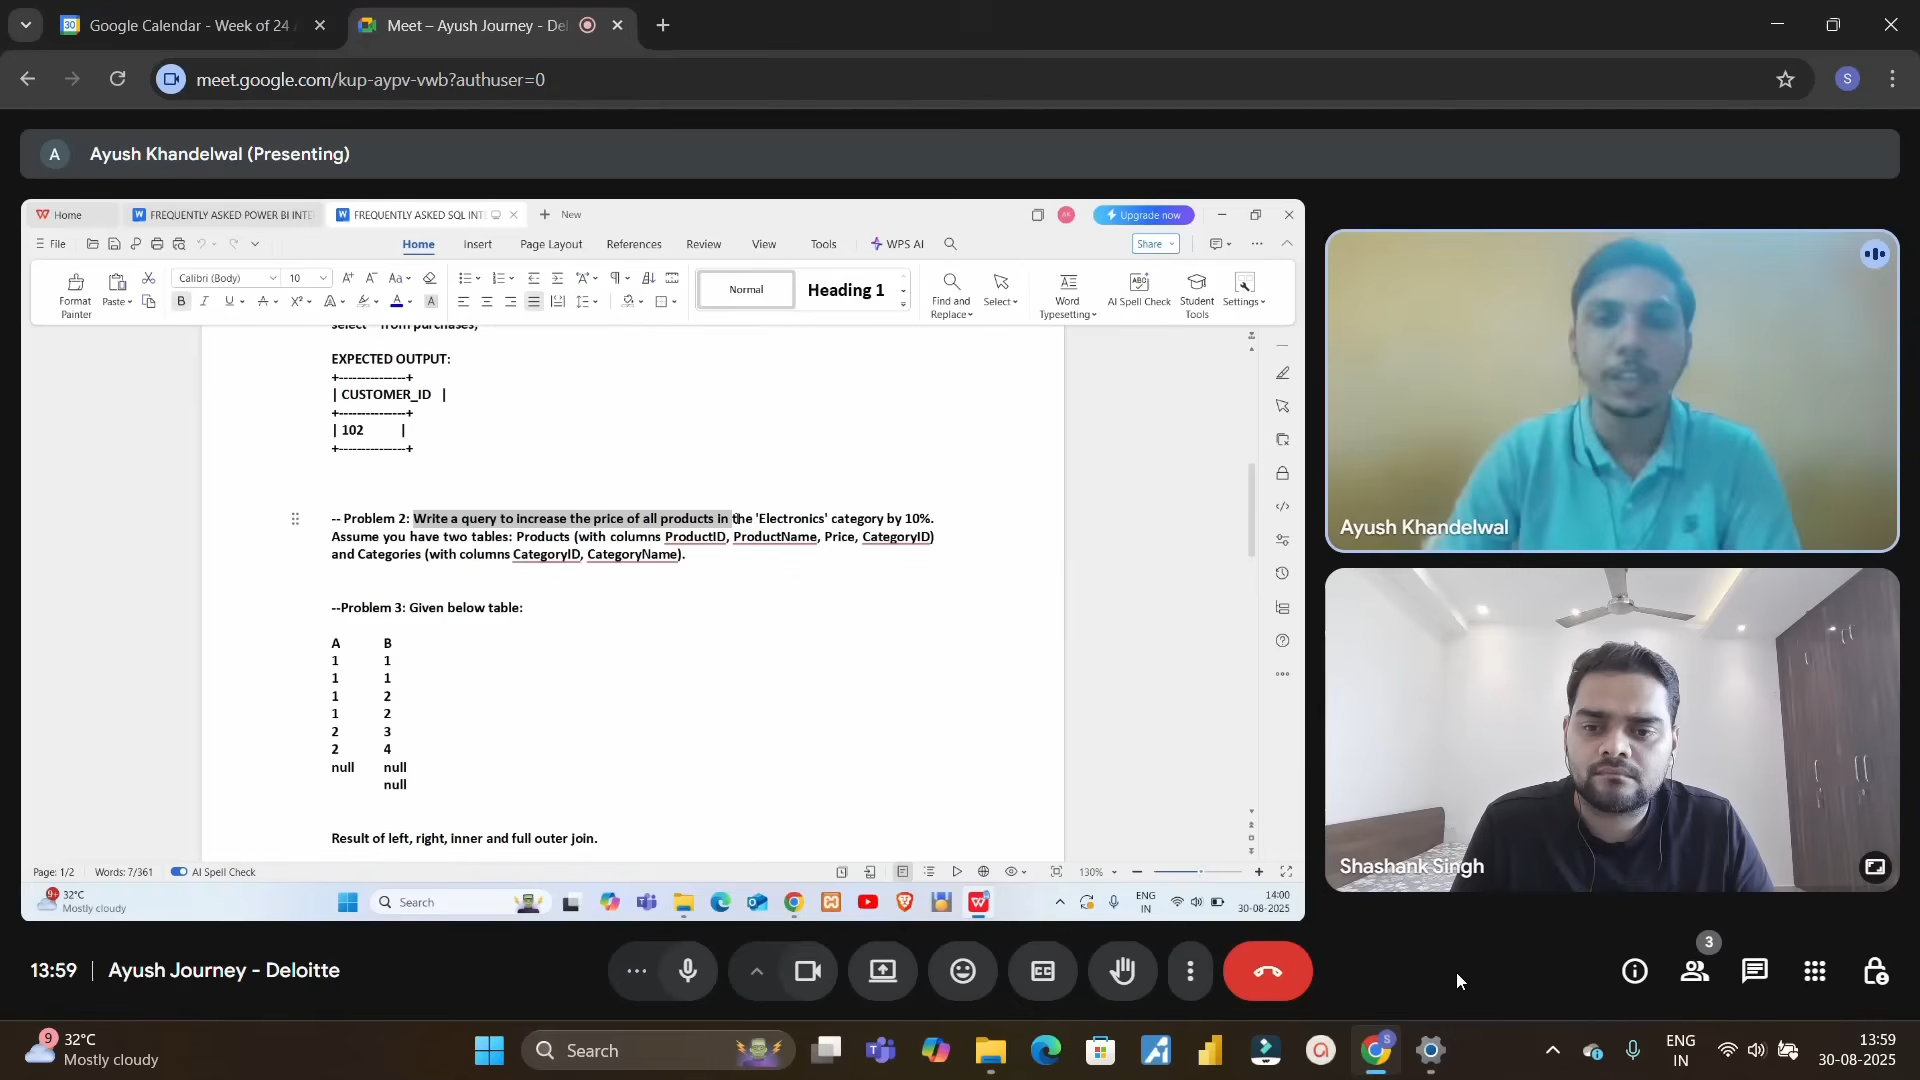 Google Calendar - Week of 24
Meet – Ayush Journey - Del
meet.google.com/kup-aypv-vwb?authuser=0
S
A
Ayush Khandelwal (Presenting)
Home
FREQUENTLY ASKED POWER BI INTE
FREQUENTLY ASKED SQL INTE
New
Upgrade now
File
Home
Insert
Page Layout
References
Review
View
Tools
WPS AI
Share
Format Painter
Paste
Calibri (Body)
10
Normal
Heading 1
Find and Replace
Select
Word Typesetting
AI Spell Check
Student Tools
Settings
select * from purchases;
EXPECTED OUTPUT:
+---------------+
| CUSTOMER_ID |
+---------------+
| 102 |
+---------------+
-- Problem 2: Write a query to increase the price of all products in the 'Electronics' category by 10%.
Assume you have two tables: Products (with columns ProductID, ProductName, Price, CategoryID)
and Categories (with columns CategoryID, CategoryName).
--Problem 3: Given below table:
A B
1 1
1 1
1 2
1 2
2 3
2 4
null null
null
Result of left, right, inner and full outer join.
Page: 1/2
Words: 7/361
AI Spell Check
130%
32°C
Mostly cloudy
Search
ENG
IN
14:00
30-08-2025
Ayush Khandelwal
Shashank Singh
13:59
Ayush Journey - Deloitte
3
9
32°C
Mostly cloudy
Search
ENG
IN
13:59
30-08-2025